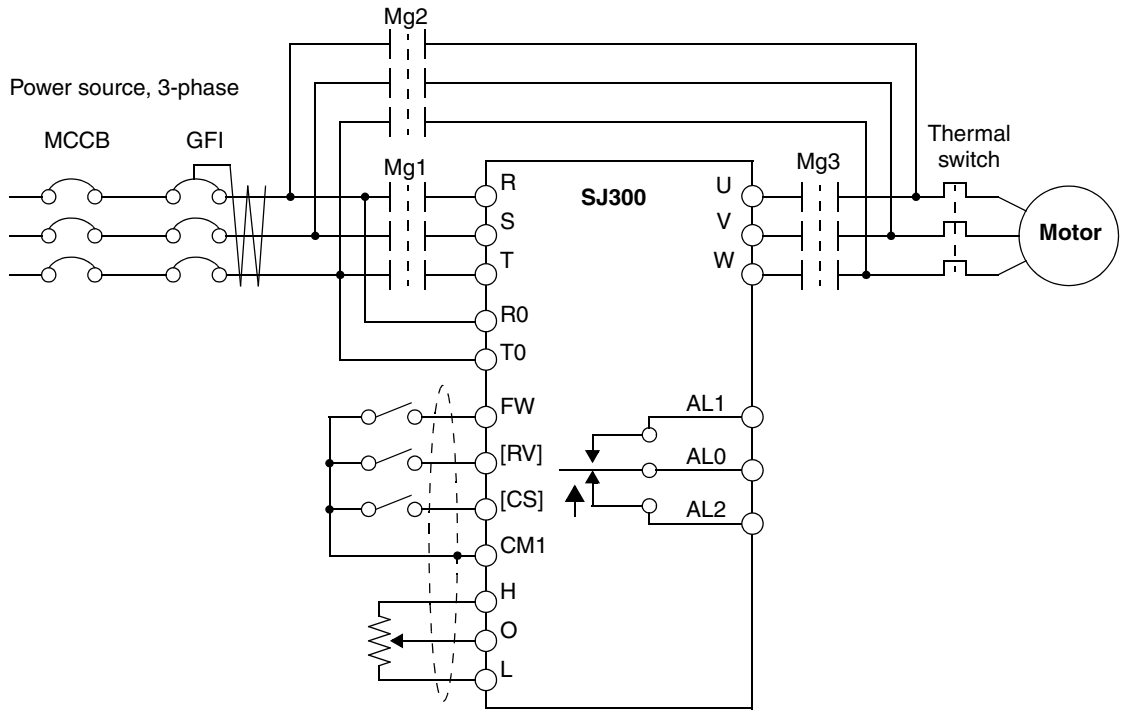 Mg2
Power source, 3-phase
MCCB
GFI
Mg1
Mg3
Thermal
switch
R
SJ300
U
S
V
Motor
T
W
R0
T0
FW
AL1
[RV]
AL0
[CS]
AL2
CM1
H
O
L